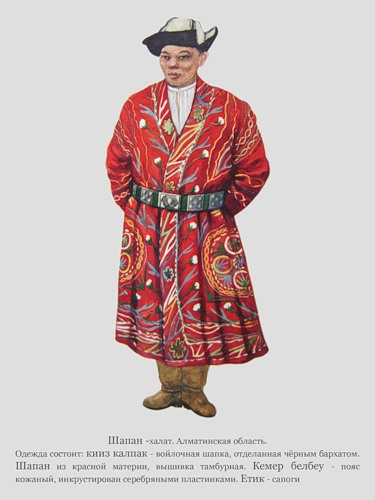 Шапан -халат. Алматинская область.
Одежда состоит: кииз калпак - войлочная шапка, отделанная чёрным бархатом.
Шапан из красной материи, вышивка тамбурная. Кемер белбеу - пояс
кожаный, инкрустирован серебряными пластинками. Етик - сапоги